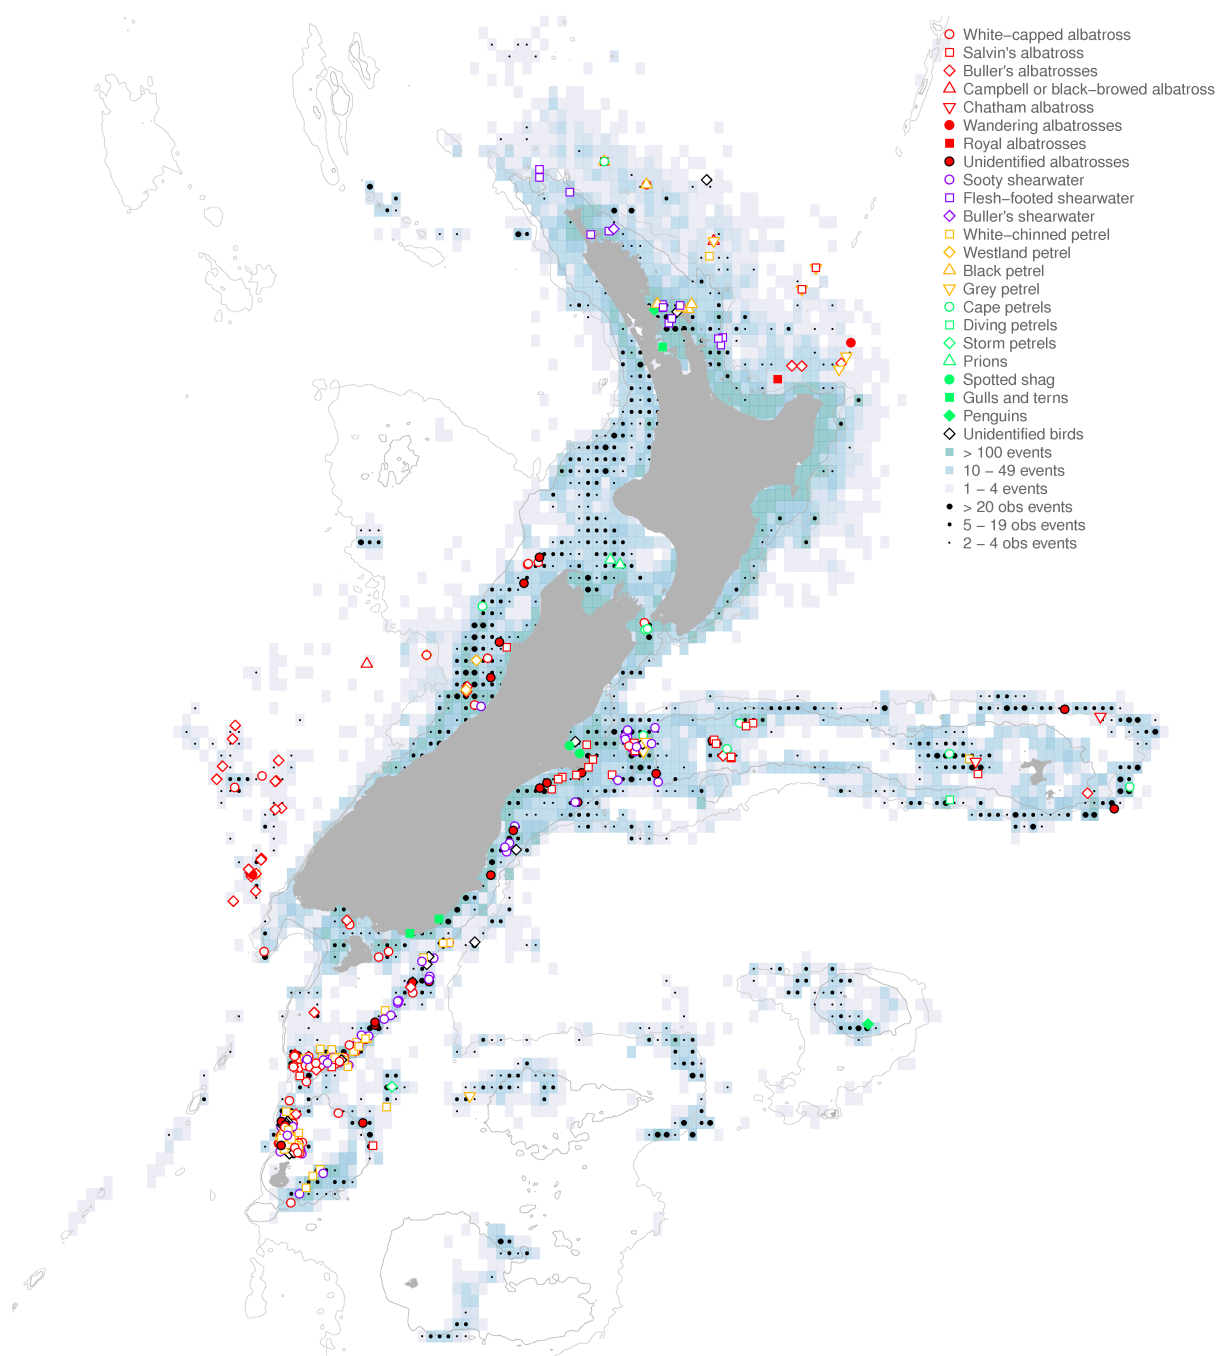 White−capped albatross
Salvin's albatross
Buller's albatrosses
Campbell or black−browed albatross
Chatham albatross
Wandering albatrosses
Royal albatrosses
Unidentified albatrosses
Sooty shearwater
Flesh−footed shearwater
Buller's shearwater
White−chinned petrel
Westland petrel
Black petrel
Grey petrel
Cape petrels
Diving petrels
Storm petrels
Prions
Spotted shag
Gulls and terns
Penguins
Unidentified birds
> 100 events
10 − 49 events
1 − 4 events
> 20 obs events
5 − 19 obs events
2 − 4 obs events